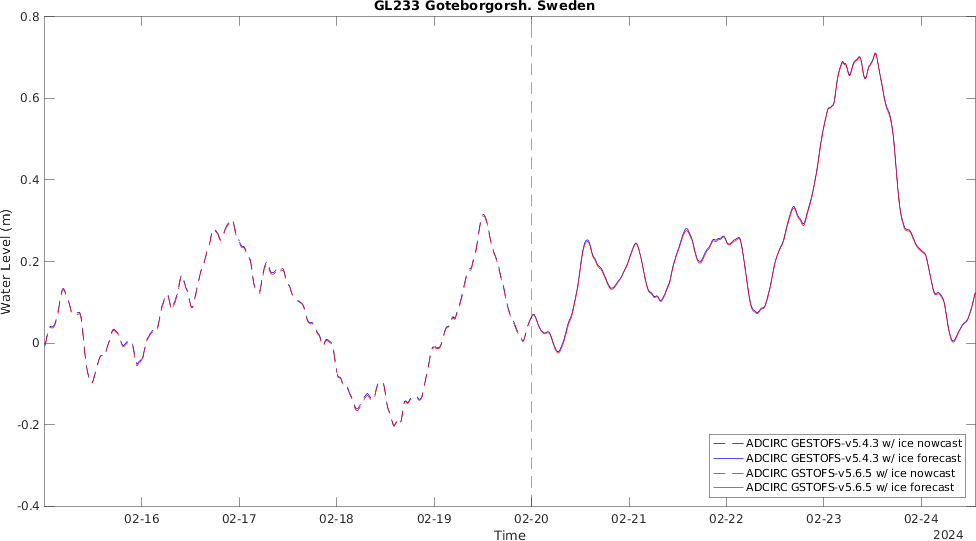 GL233 Goteborgorsh. Sweden
0.8
0.6
0.4
0.2
0
-0.2
-0.4
Water Level (m)
02-16 02-17 02-18 02-19 02-20 02-21 02-22 02-23 02-24
Time
2024
ADCIRC GESTOFS-v5.4.3 w/ ice nowcast
ADCIRC GESTOFS-v5.4.3 w/ ice forecast
ADCIRC GSTOFS-v5.6.5 w/ ice nowcast
ADCIRC GSTOFS-v5.6.5 w/ ice forecast